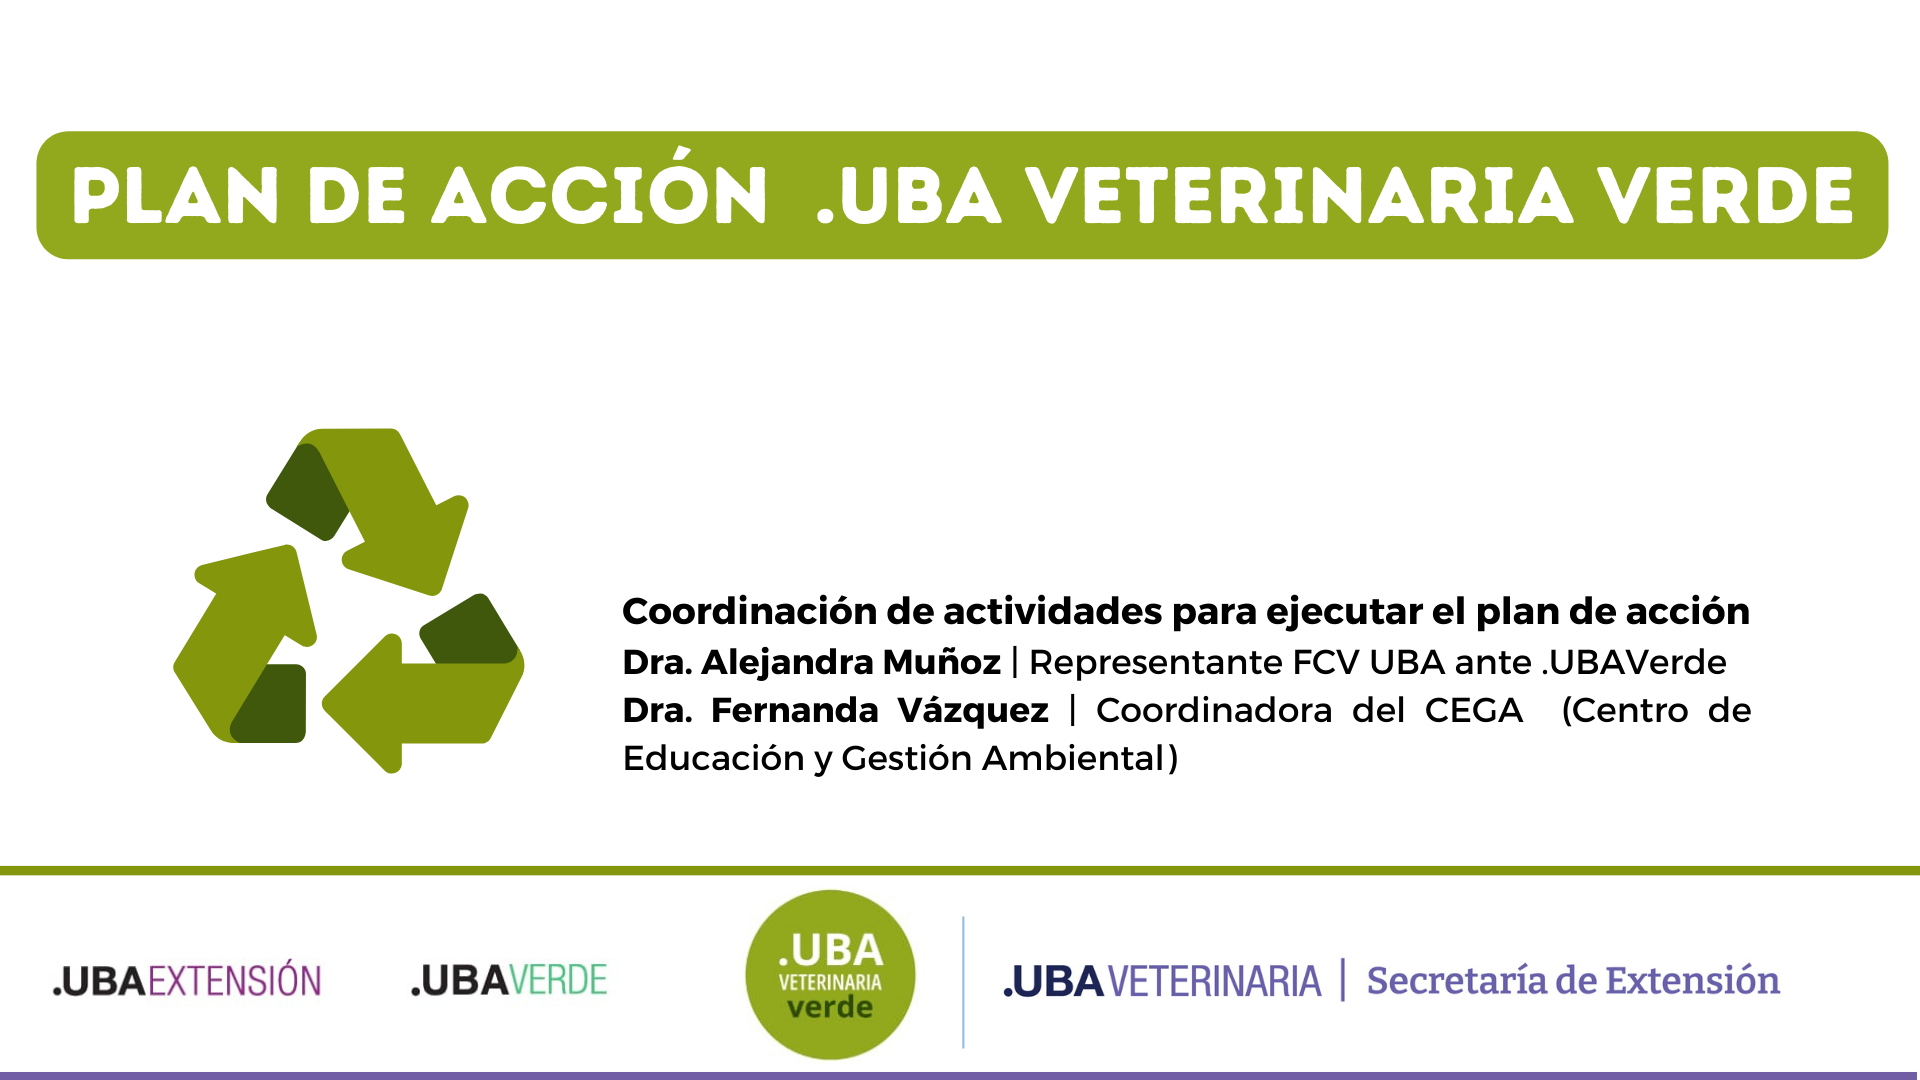 PLAN DE ACCIÓN .UBA VETERINARIA VERDE
Coordinación de actividades para ejecutar el plan de acción
Dra. Alejandra Muñoz | Representante FCV UBA ante .UBAVerde
Dra. Fernanda Vázquez | Coordinadora del CEGA (Centro de
Educación y Gestión Ambiental)
.UBAEXTENSIÓN
.UBAVERDE
.UBA
VETERINARIA
verde
.UBAVETERINARIA | Secretaría de Extensión